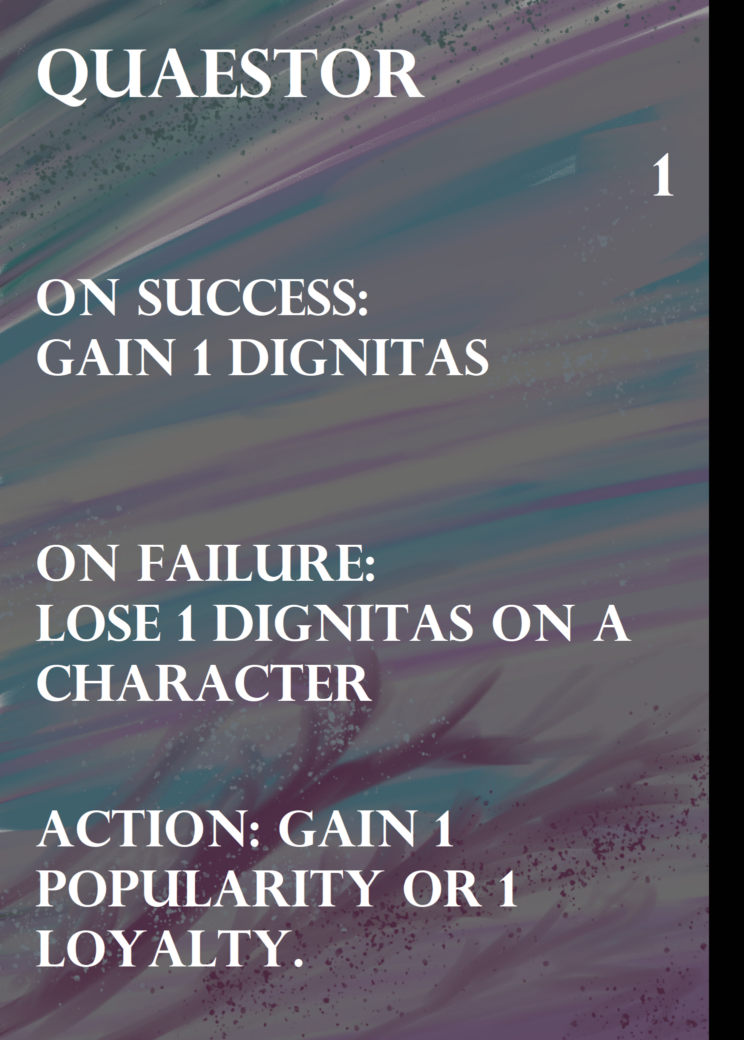 QUAESTOR
1
ON SUCCESS:
GAIN 1 DIGNITAS
ON FAILURE:
LOSE 1 DIGNITAS ON A
CHARACTER
ACTION: GAIN 1
POPULARITY OR 1
LOYALTY.